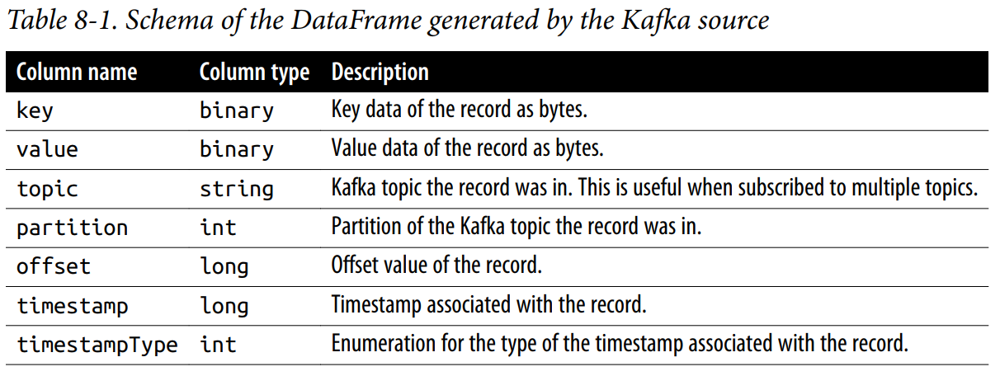 Table 8-1. Schema of the DataFrame generated by the Kafka source
Column name Column type Description
key binary Key data of the record as bytes.
value binary Value data of the record as bytes.
topic string Kafka topic the record was in. This is useful when subscribed to multiple topics.
partition int Partition of the Kafka topic the record was in.
offset long Offset value of the record.
timestamp long Timestamp associated with the record.
timestampType int Enumeration for the type of the timestamp associated with the record.